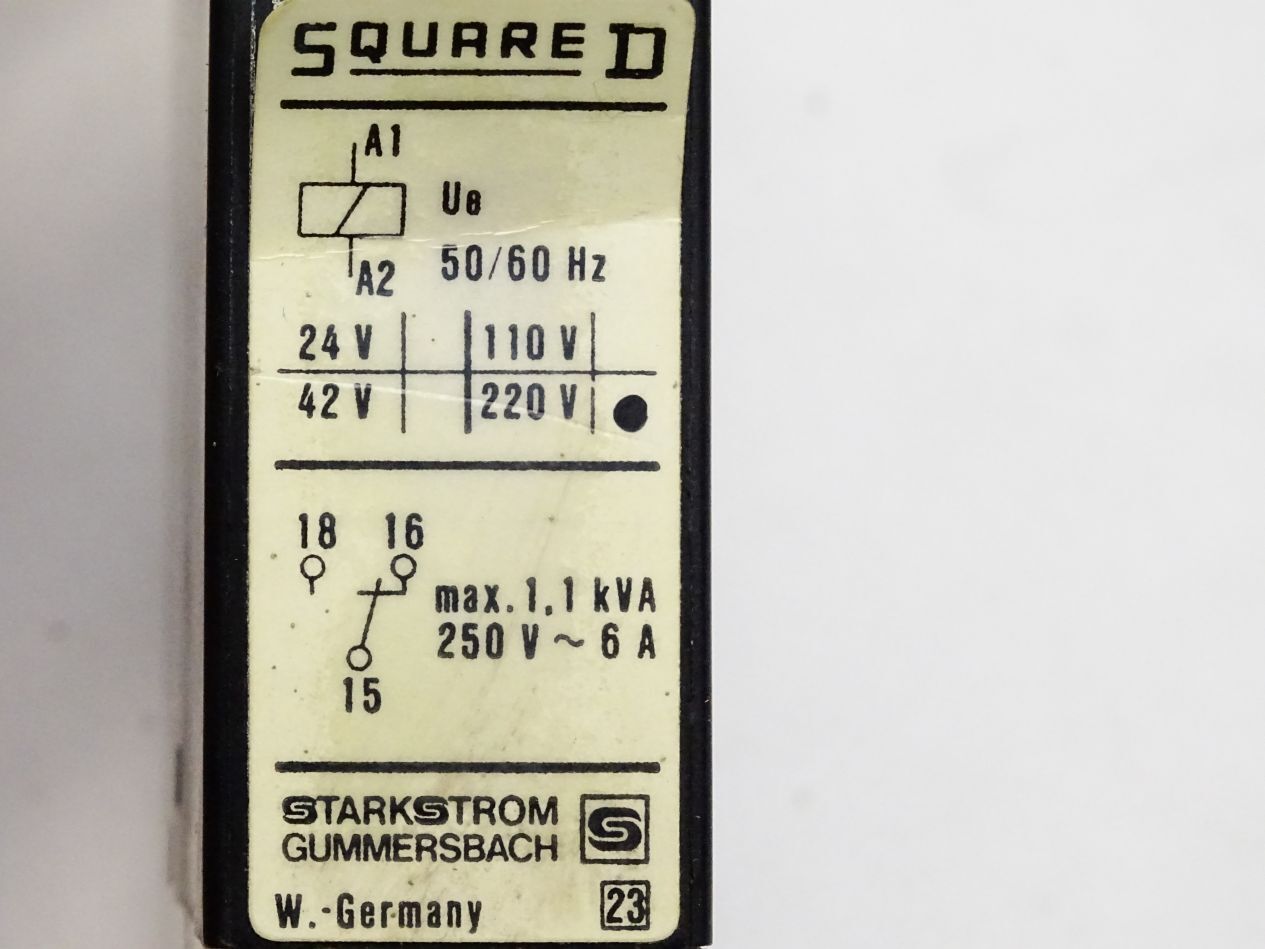 SQUARE D
A1
Ue
A2 50/60 Hz
24 V 110 V
42 V 220 V ●
18 16
max. 1,1 kVA
250 V ~ 6 A
15
STARKSTROM S
GUMMERSBACH
W.-Germany 23